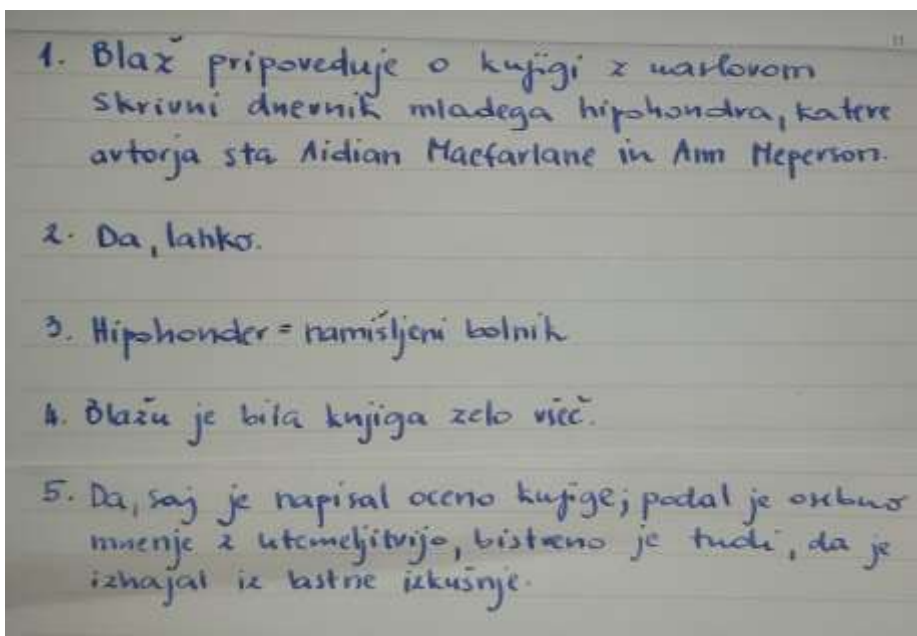 1. Blaž pripoveduje o knjigi z naslovom
skrivni dnevnik mladega hipohondra, katere
avtorja sta Aidian Macfarlane in Ann Mcperson.
2. Da, lahko.
3. Hipohonder = namišljeni bolnik
4. Blažu je bila knjiga zelo všeč.
5. Da, saj je napisal oceno knjige; podal je osebno
mnenje z utemeljitvijo, bistveno je tudi, da je
izhajal iz lastne izkušnje.